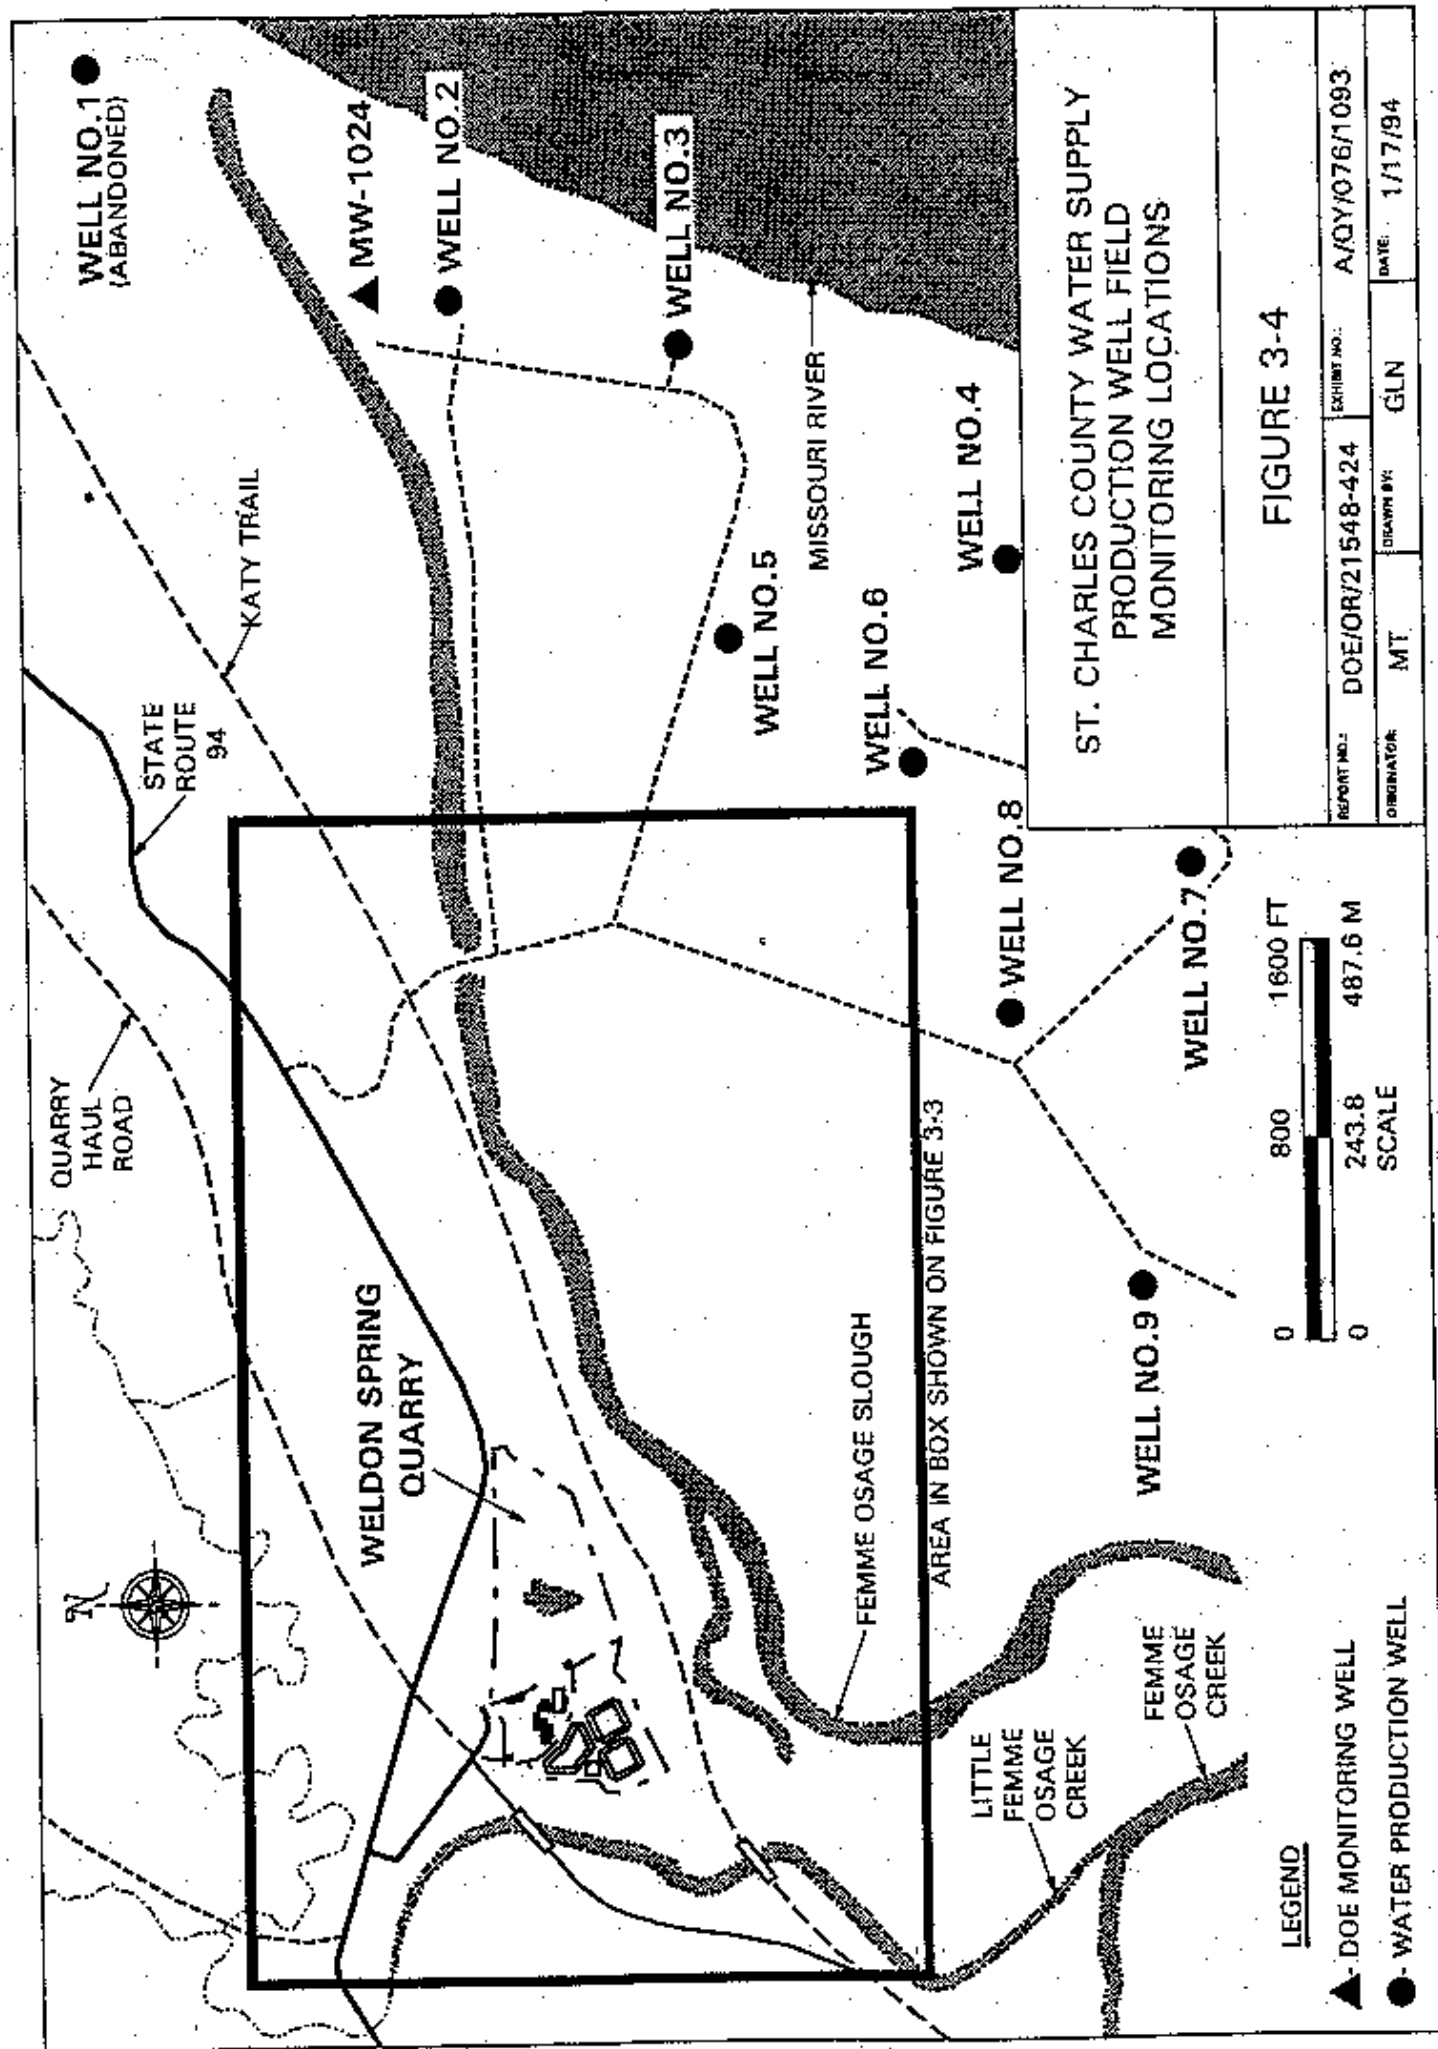 N
QUARRY
HAUL
ROAD
STATE
ROUTE
94
KATY TRAIL
WELL NO.1
(ABANDONED)
MW-1024
WELL NO.2
WELL NO.3
WELDON SPRING
QUARRY
WELL NO.5
MISSOURI RIVER
WELL NO.6
WELL NO.4
FEMME OSAGE SLOUGH
AREA IN BOX SHOWN ON FIGURE 3-3
WELL NO.8
LITTLE
FEMME
OSAGE
CREEK
FEMME
OSAGE
CREEK
WELL NO.9
WELL NO.7
LEGEND
- DOE MONITORING WELL
- WATER PRODUCTION WELL
0 800 1600 FT
0 243.8 487.6 M
SCALE
ST. CHARLES COUNTY WATER SUPPLY
PRODUCTION WELL FIELD
MONITORING LOCATIONS
FIGURE 3-4
REPORT NO.: DOE/OR/21548-424 EXHIBIT NO.: A/QY/076/1093
ORIGINATOR: MT DRAWN BY: GLN DATE: 1/17/94